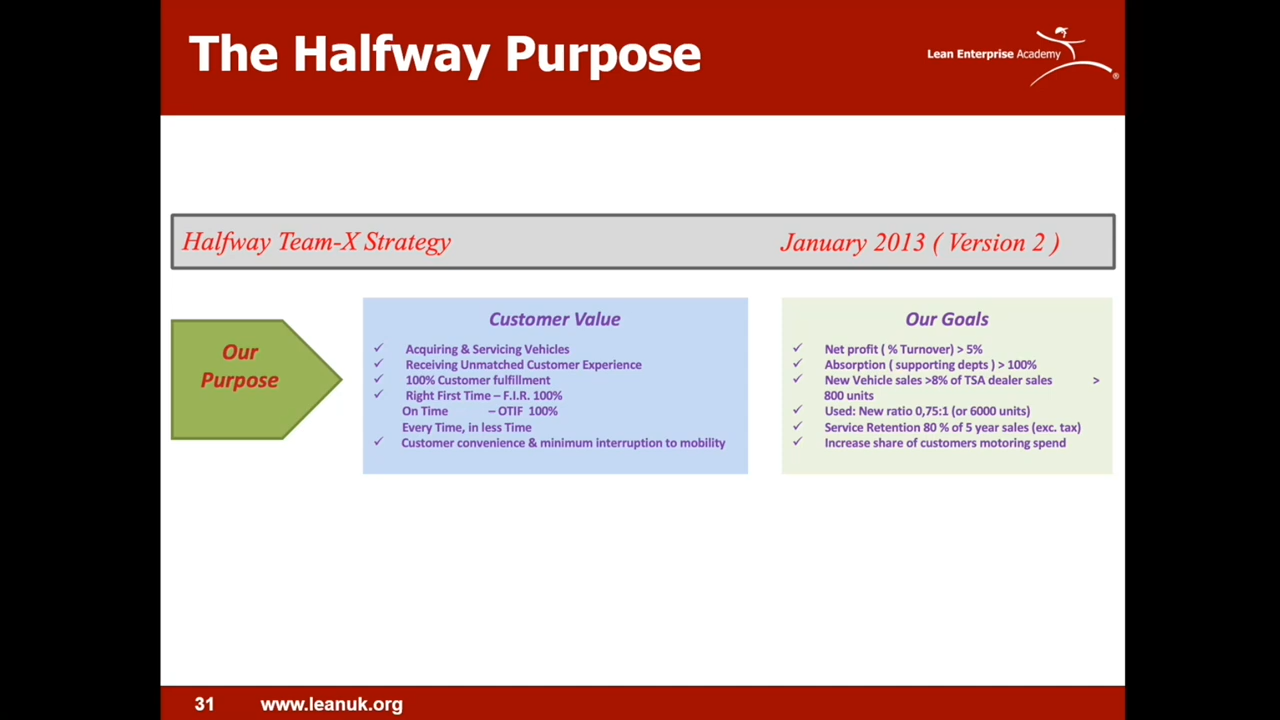 The Halfway Purpose
Lean Enterprise Academy
®
Halfway Team-X Strategy January 2013 ( Version 2 )
Our
Purpose
Customer Value
✓ Acquiring & Servicing Vehicles
✓ Receiving Unmatched Customer Experience
✓ 100% Customer fulfillment
✓ Right First Time – F.I.R. 100%
On Time – OTIF 100%
Every Time, in less Time
✓ Customer convenience & minimum interruption to mobility
Our Goals
✓ Net profit ( % Turnover) > 5%
✓ Absorption ( supporting depts ) > 100%
✓ New Vehicle sales >8% of TSA dealer sales >
800 units
✓ Used: New ratio 0,75:1 (or 6000 units)
✓ Service Retention 80 % of 5 year sales (exc. tax)
✓ Increase share of customers motoring spend
31 www.leanuk.org